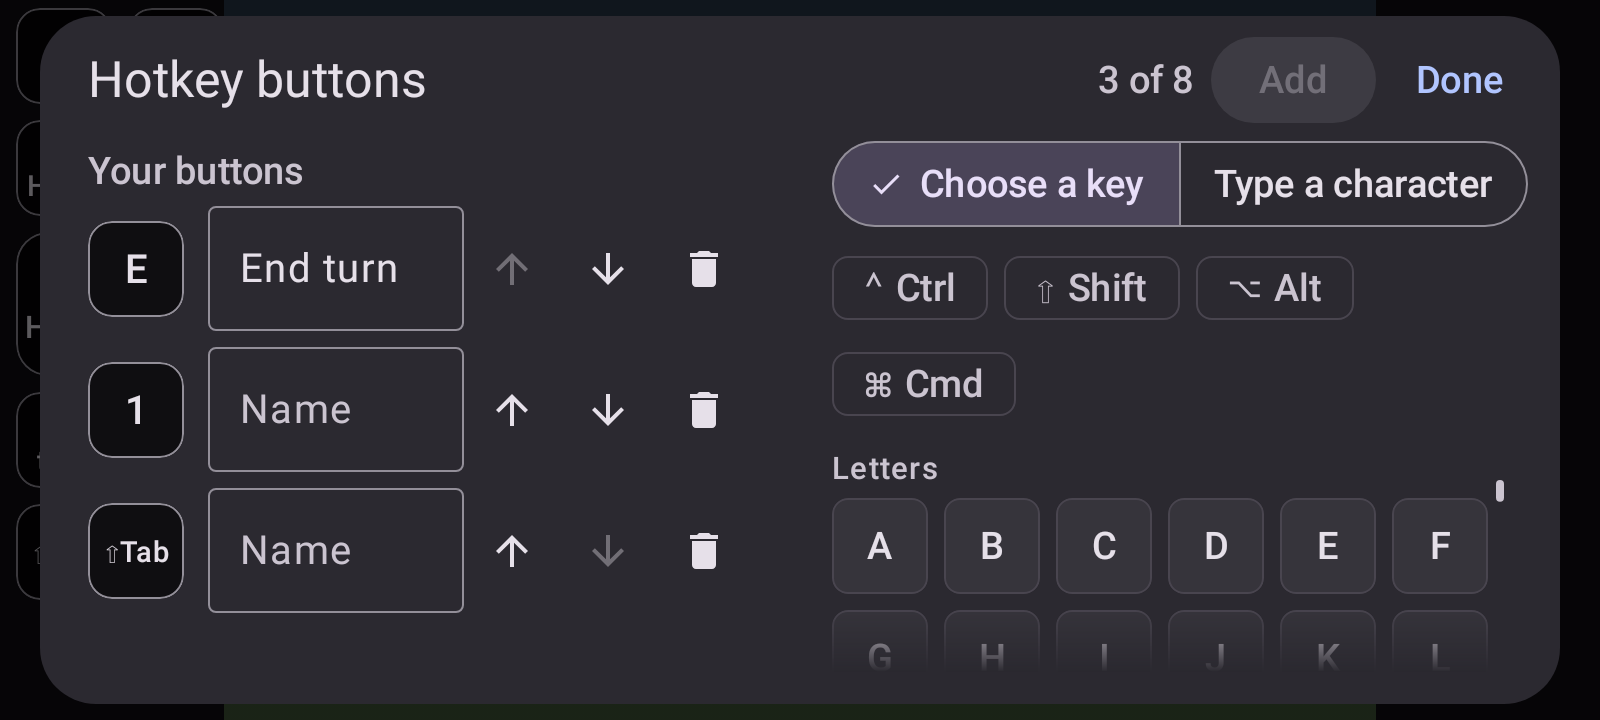 Hotkey buttons
3 of 8 Add Done
Your buttons
E End turn
1 Name
⇧Tab Name
Choose a key Type a character
^ Ctrl ⇧ Shift ⌥ Alt
⌘ Cmd
Letters
A B C D E F
G H I J K L